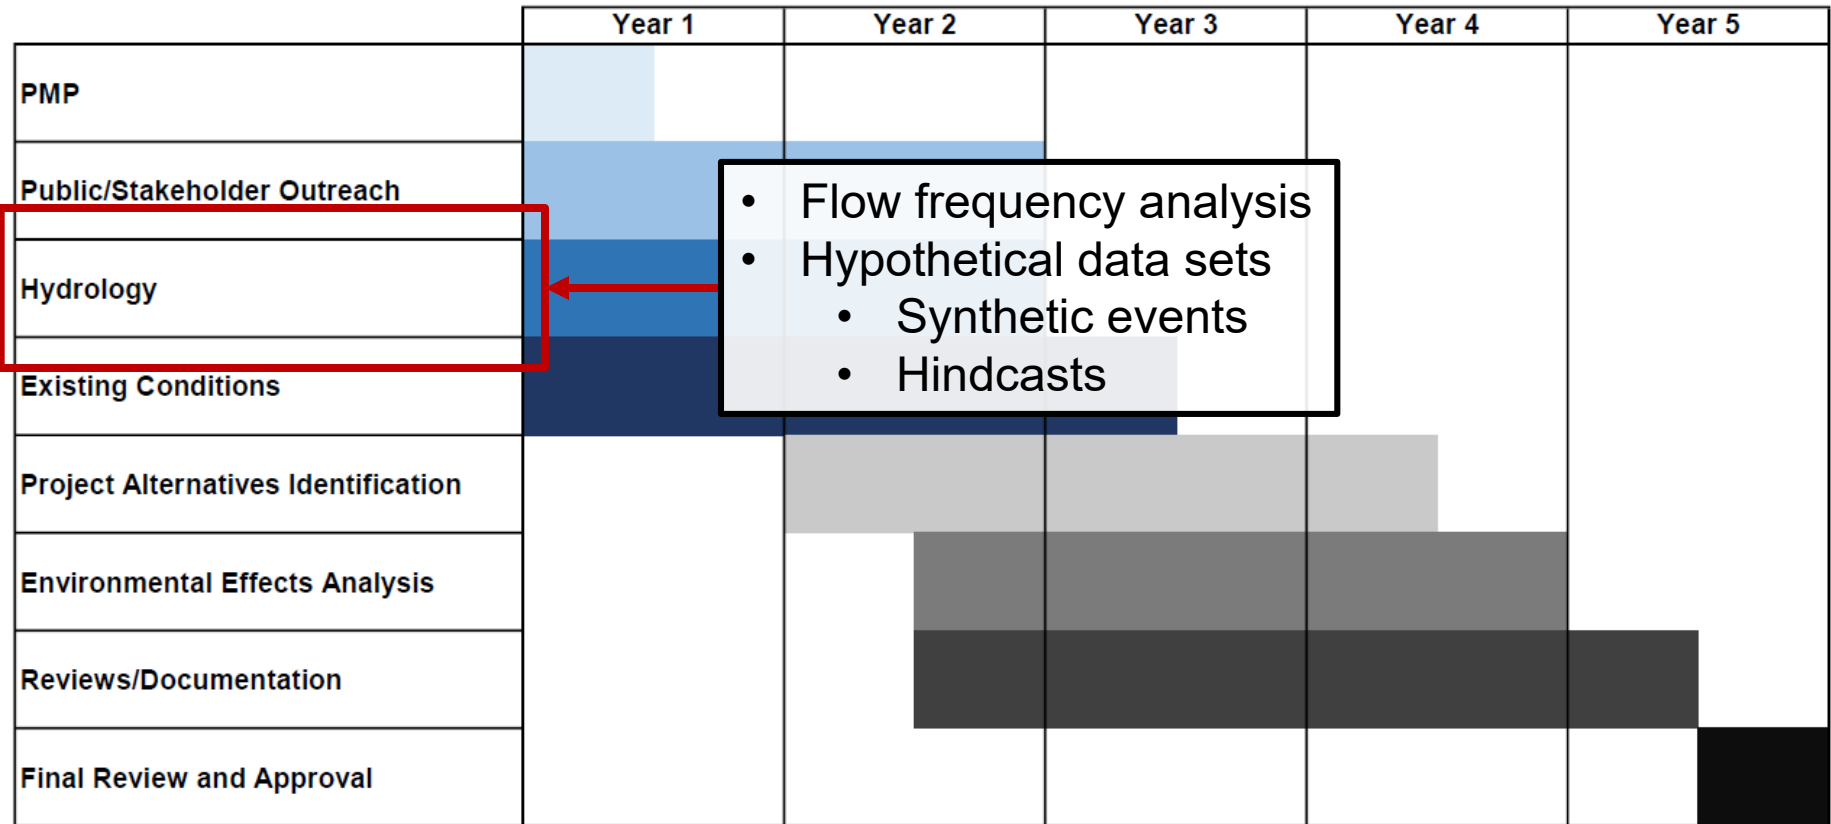 Year 1 Year 2 Year 3 Year 4 Year 5
PMP
Public/Stakeholder Outreach
Hydrology
Existing Conditions
Project Alternatives Identification
Environmental Effects Analysis
Reviews/Documentation
Final Review and Approval
• Flow frequency analysis
• Hypothetical data sets
• Synthetic events
• Hindcasts